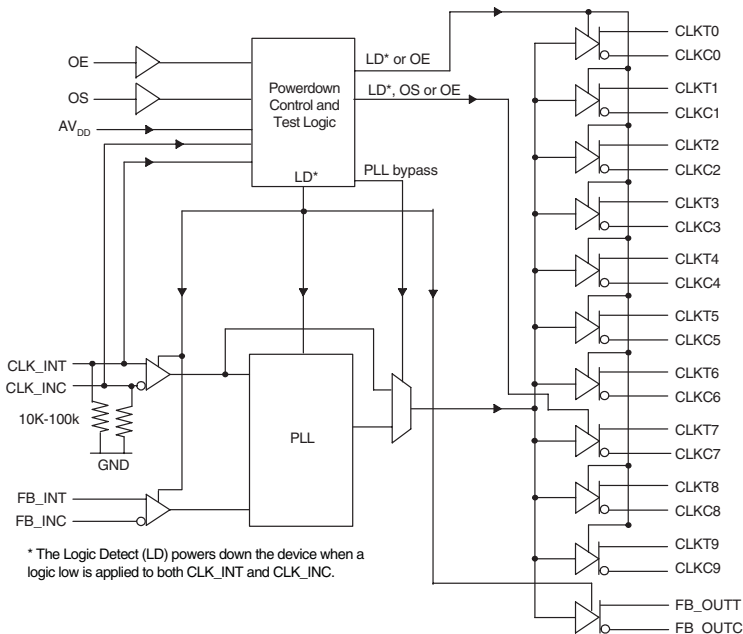 OE
OS
AVDD
Powerdown
Control and
Test Logic
LD*
LD* or OE
LD*, OS or OE
PLL bypass
CLK_INT
CLK_INC
10K-100k
GND
FB_INT
FB_INC
PLL
CLKT0
CLKC0
CLKT1
CLKC1
CLKT2
CLKC2
CLKT3
CLKC3
CLKT4
CLKC4
CLKT5
CLKC5
CLKT6
CLKC6
CLKT7
CLKC7
CLKT8
CLKC8
CLKT9
CLKC9
FB_OUTT
FB_OUTC
* The Logic Detect (LD) powers down the device when a
logic low is applied to both CLK_INT and CLK_INC.